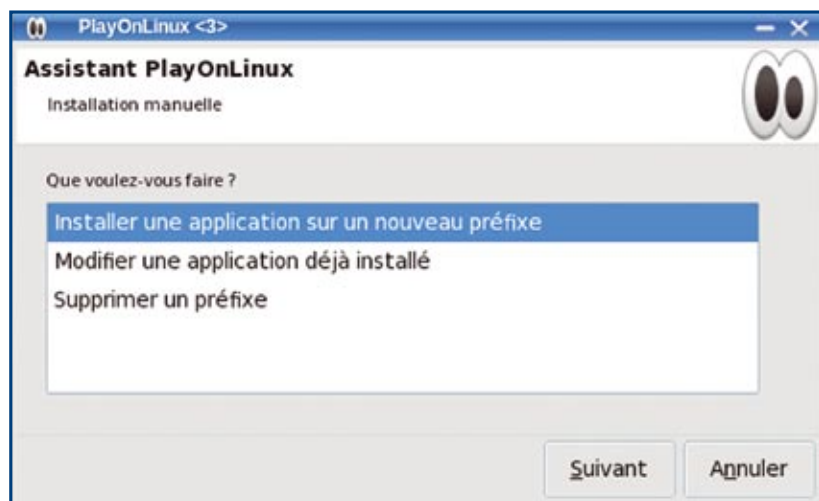 PlayOnLinux <3>
Assistant PlayOnLinux
Installation manuelle
Que voulez-vous faire ?
Installer une application sur un nouveau préfixe
Modifier une application déjà installé
Supprimer un préfixe
Suivant
Annuler